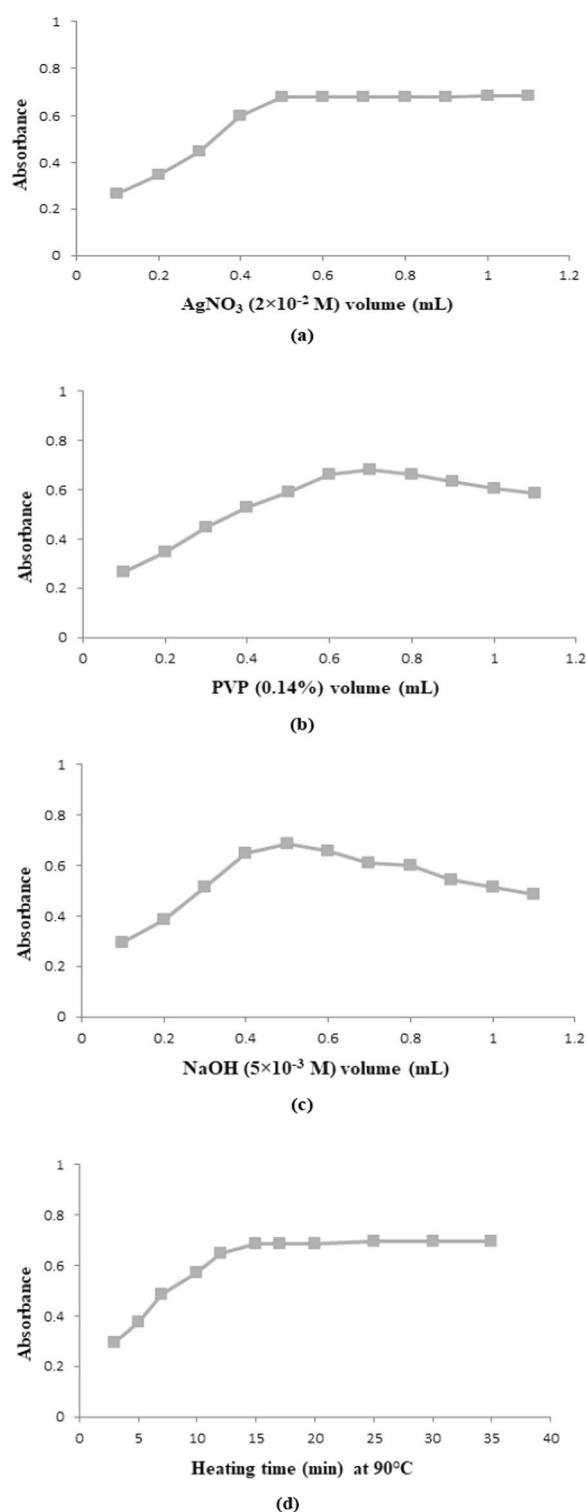 1
0.8
0.6
0.4
0.2
0
Absorbance
0 0.2 0.4 0.6 0.8 1 1.2
AgNO₃ (2×10⁻² M) volume (mL)
(a)
1
0.8
0.6
0.4
0.2
0
Absorbance
0 0.2 0.4 0.6 0.8 1 1.2
PVP (0.14%) volume (mL)
(b)
1
0.8
0.6
0.4
0.2
0
Absorbance
0 0.2 0.4 0.6 0.8 1 1.2
NaOH (5×10⁻³ M) volume (mL)
(c)
1
0.8
0.6
0.4
0.2
0
Absorbance
0 5 10 15 20 25 30 35 40
Heating time (min) at 90°C
(d)